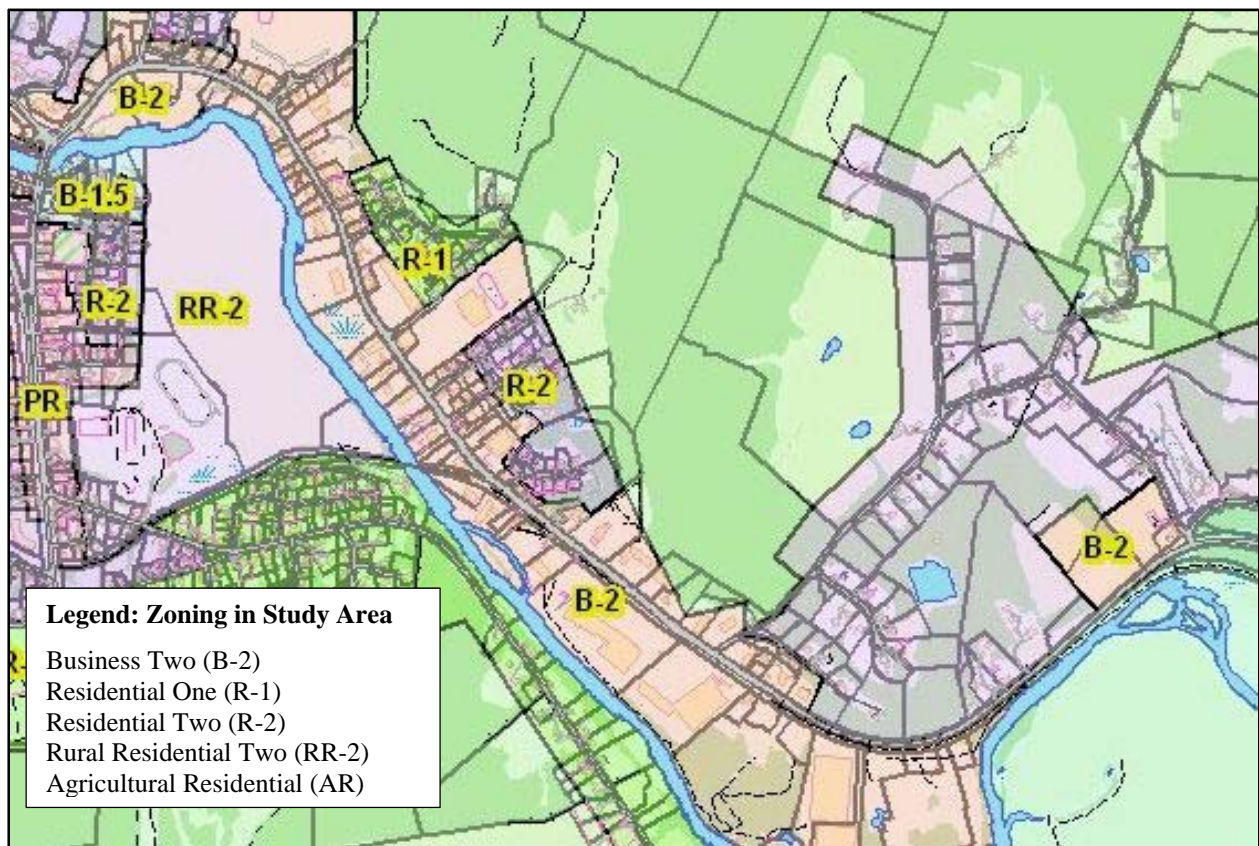 B-2
B-1.5
R-2
RR-2
R-1
R-2
PR
B-2
B-2
Legend: Zoning in Study Area
Business Two (B-2)
Residential One (R-1)
Residential Two (R-2)
Rural Residential Two (RR-2)
Agricultural Residential (AR)